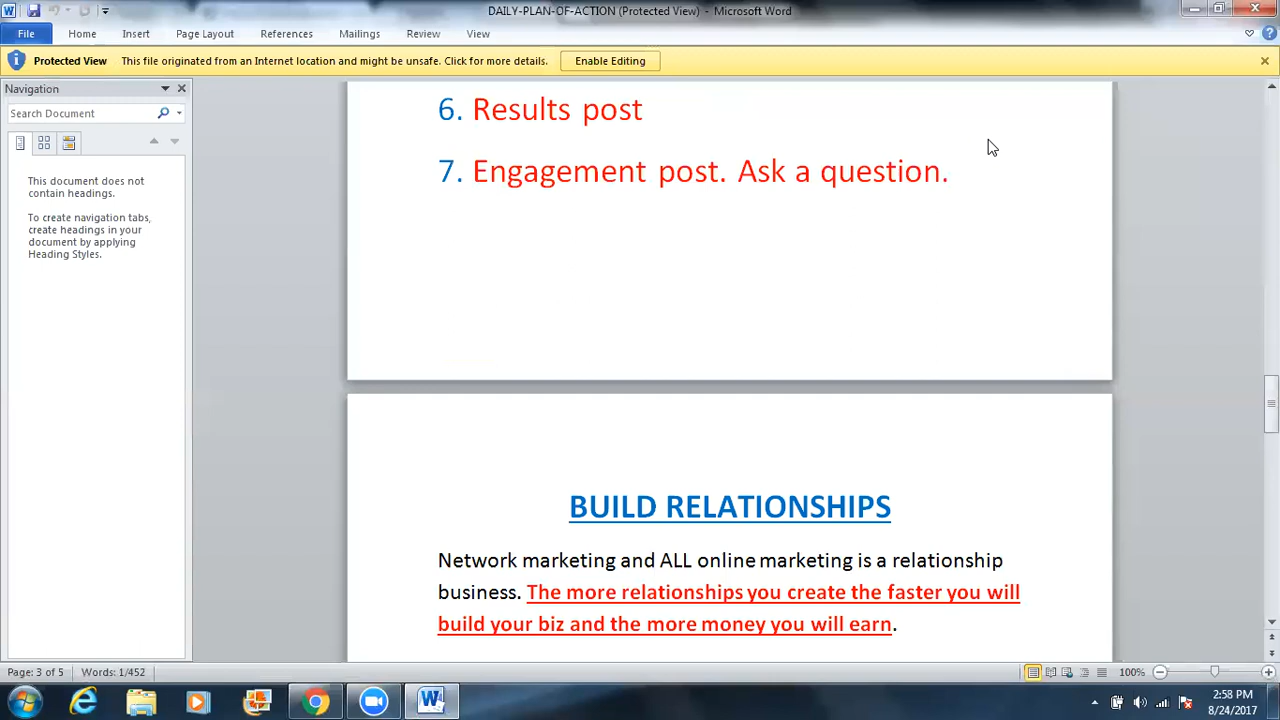 DAILY-PLAN-OF-ACTION (Protected View) - Microsoft Word
File Home Insert Page Layout References Mailings Review View
Protected View This file originated from an Internet location and might be unsafe. Click for more details. Enable Editing
Navigation
Search Document
This document does not
contain headings.
To create navigation tabs,
create headings in your
document by applying
Heading Styles.
6. Results post
7. Engagement post. Ask a question.
BUILD RELATIONSHIPS
Network marketing and ALL online marketing is a relationship
business. The more relationships you create the faster you will
build your biz and the more money you will earn.
Page: 3 of 5 Words: 1/452 100%
2:58 PM
8/24/2017